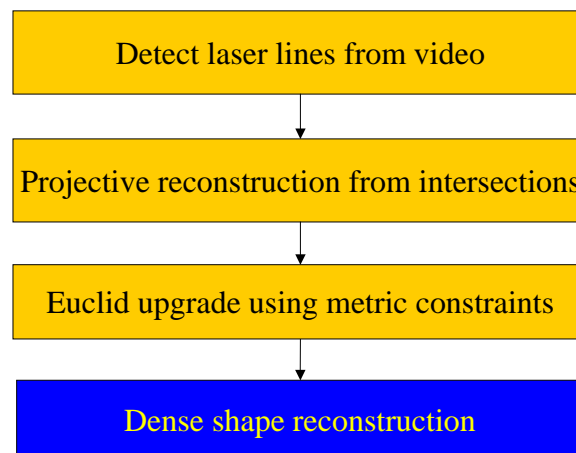 Detect laser lines from video
Projective reconstruction from intersections
Euclid upgrade using metric constraints
Dense shape reconstruction